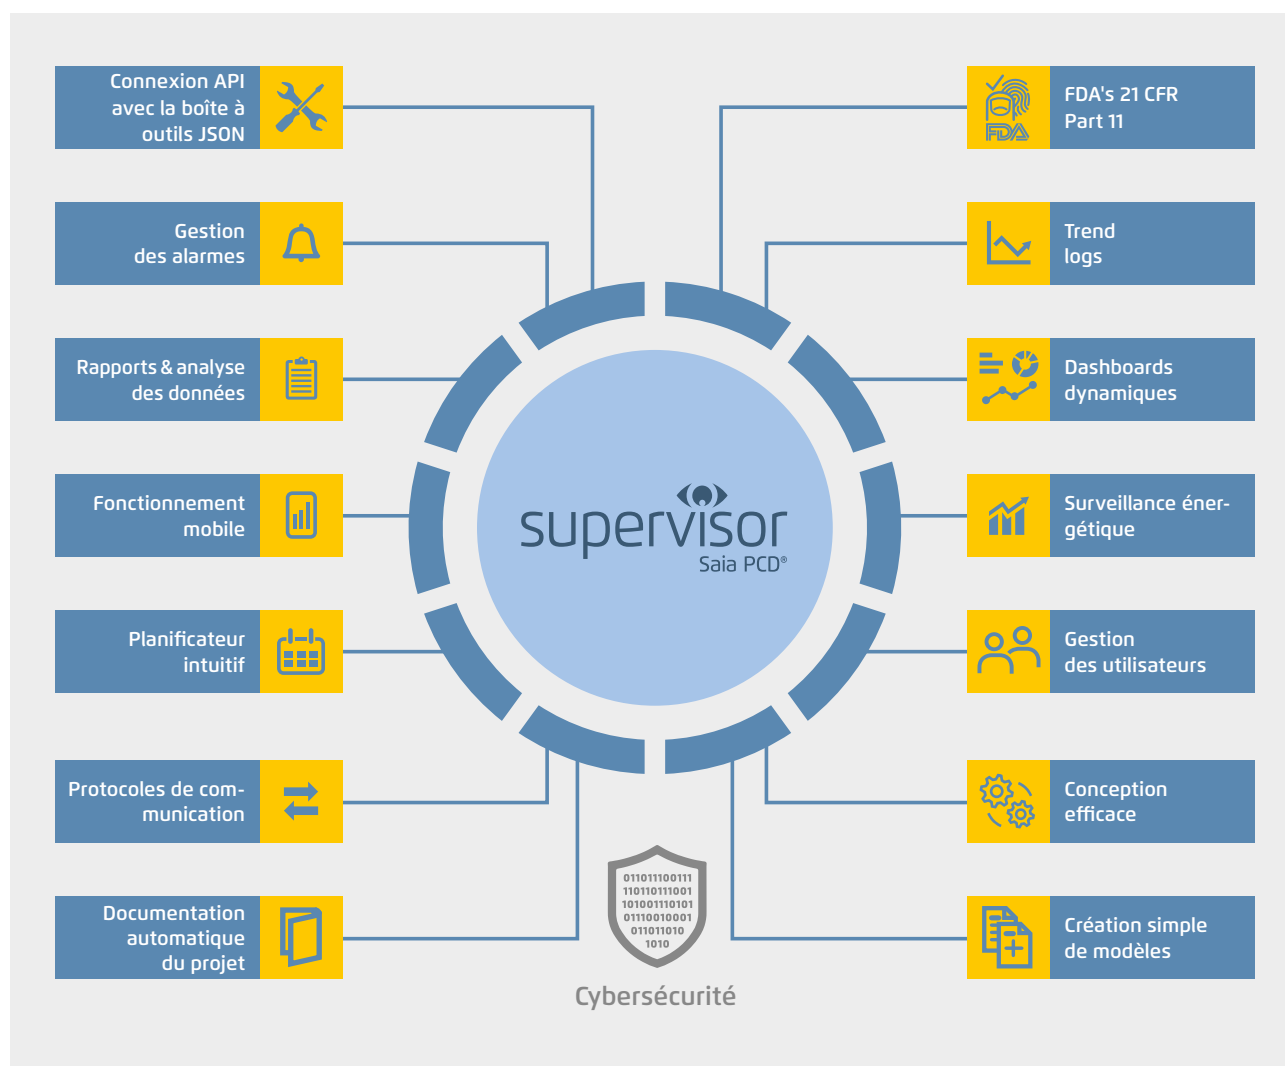 Connexion API
avec la boîte à
outils JSON
Gestion
des alarmes
Rapports & analyse
des données
Fonctionnement
mobile
Planificateur
intuitif
Protocoles de com-
munication
Documentation
automatique
du projet
supervisor
Saia PCD®
FDA
FDA's 21 CFR
Part 11
Trend
logs
Dashboards
dynamiques
Surveillance éner-
gétique
Gestion
des utilisateurs
Conception
efficace
Création simple
de modèles
011011100111
110110111001
101001110101
01110010001
011011010
1010
Cybersécurité